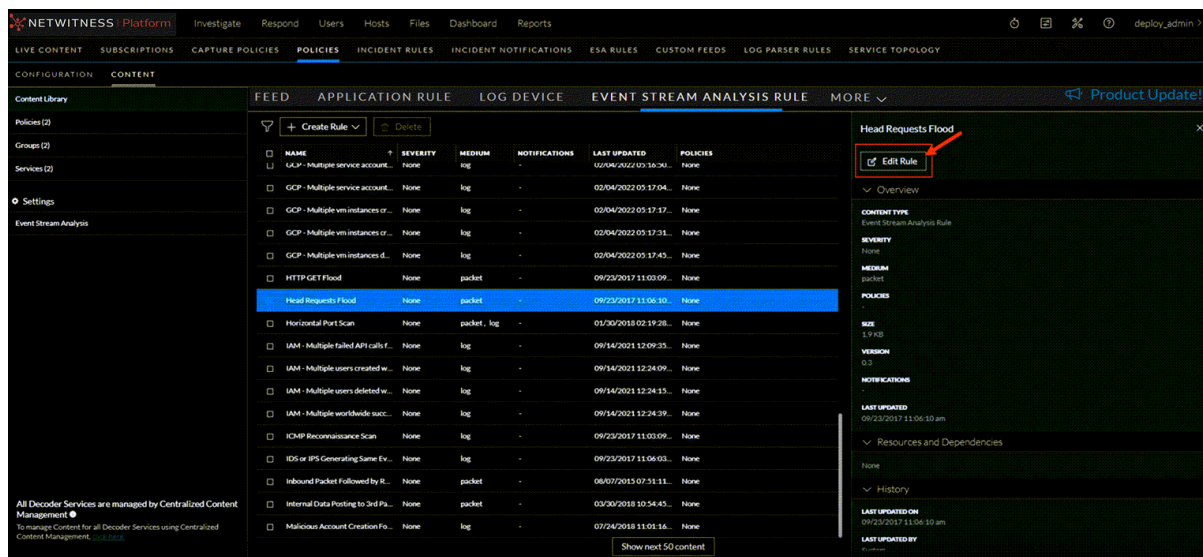 NETWITNESS Platform Investigate Respond Users Hosts Files Dashboard Reports deploy_admin >
LIVE CONTENT SUBSCRIPTIONS CAPTURE POLICIES POLICIES INCIDENT RULES INCIDENT NOTIFICATIONS ESA RULES CUSTOM FEEDS LOG PARSER RULES SERVICE TOPOLOGY
CONFIGURATION CONTENT
Content Library
Policies (2)
Groups (2)
Services (2)
Settings
Event Stream Analysis
All Decoder Services are managed by Centralized Content
Management
To manage Content for all Decoder Services using Centralized
Content Management, click here.
FEED APPLICATION RULE LOG DEVICE EVENT STREAM ANALYSIS RULE MORE
Product Update!
+ Create Rule Delete
NAME ↑ SEVERITY MEDIUM NOTIFICATIONS LAST UPDATED POLICIES
GCP - Multiple service account... None log - 02/04/2022 05:16:50... None
GCP - Multiple service account... None log - 02/04/2022 05:17:04... None
GCP - Multiple vm instances cr... None log - 02/04/2022 05:17:17... None
GCP - Multiple vm instances cr... None log - 02/04/2022 05:17:31... None
GCP - Multiple vm instances d... None log - 02/04/2022 05:17:45... None
HTTP GET Flood None packet - 09/23/2017 11:03:09... None
Head Requests Flood None packet - 09/23/2017 11:06:10... None
Horizontal Port Scan None packet, log - 01/30/2018 02:19:28... None
IAM - Multiple failed API calls f... None log - 09/14/2021 12:09:35... None
IAM - Multiple users created w... None log - 09/14/2021 12:24:09... None
IAM - Multiple users deleted w... None log - 09/14/2021 12:24:15... None
IAM - Multiple worldwide succ... None log - 09/14/2021 12:24:39... None
ICMP Reconnaissance Scan None log - 09/23/2017 11:03:09... None
IDS or IPS Generating Same Ev... None log - 09/23/2017 11:06:03... None
Inbound Packet Followed by R... None packet - 08/07/2015 07:51:11... None
Internal Data Posting to 3rd Pa... None packet - 03/30/2018 10:54:45... None
Malicious Account Creation Fo... None log - 07/24/2018 11:01:16... None
Show next 50 content
Head Requests Flood
Edit Rule
Overview
CONTENT TYPE
Event Stream Analysis Rule
SEVERITY
None
MEDIUM
packet
POLICIES
-
SIZE
1.9 KB
VERSION
0.3
NOTIFICATIONS
-
LAST UPDATED
09/23/2017 11:06:10 am
Resources and Dependencies
None
History
LAST UPDATED ON
09/23/2017 11:06:10 am
LAST UPDATED BY